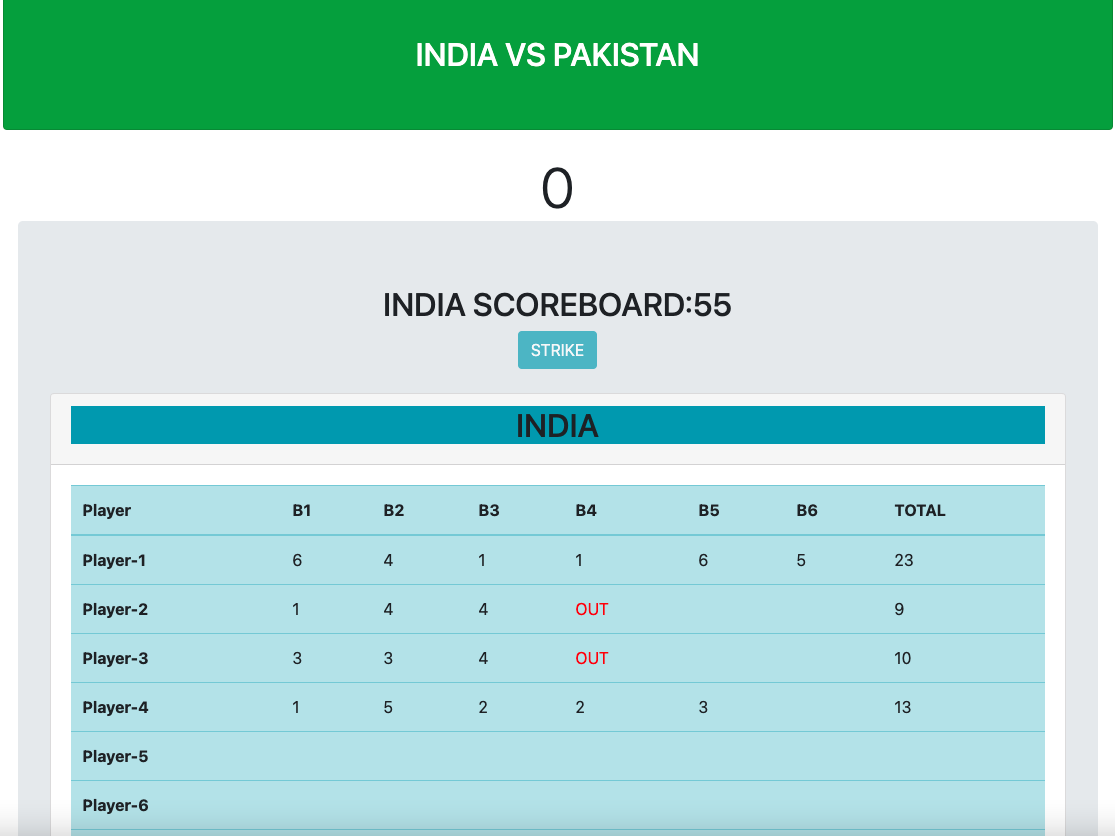 INDIA VS PAKISTAN
0
INDIA SCOREBOARD:55
STRIKE
INDIA
Player B1 B2 B3 B4 B5 B6 TOTAL
Player-1 6 4 1 1 6 5 23
Player-2 1 4 4 OUT 9
Player-3 3 3 4 OUT 10
Player-4 1 5 2 2 3 13
Player-5
Player-6